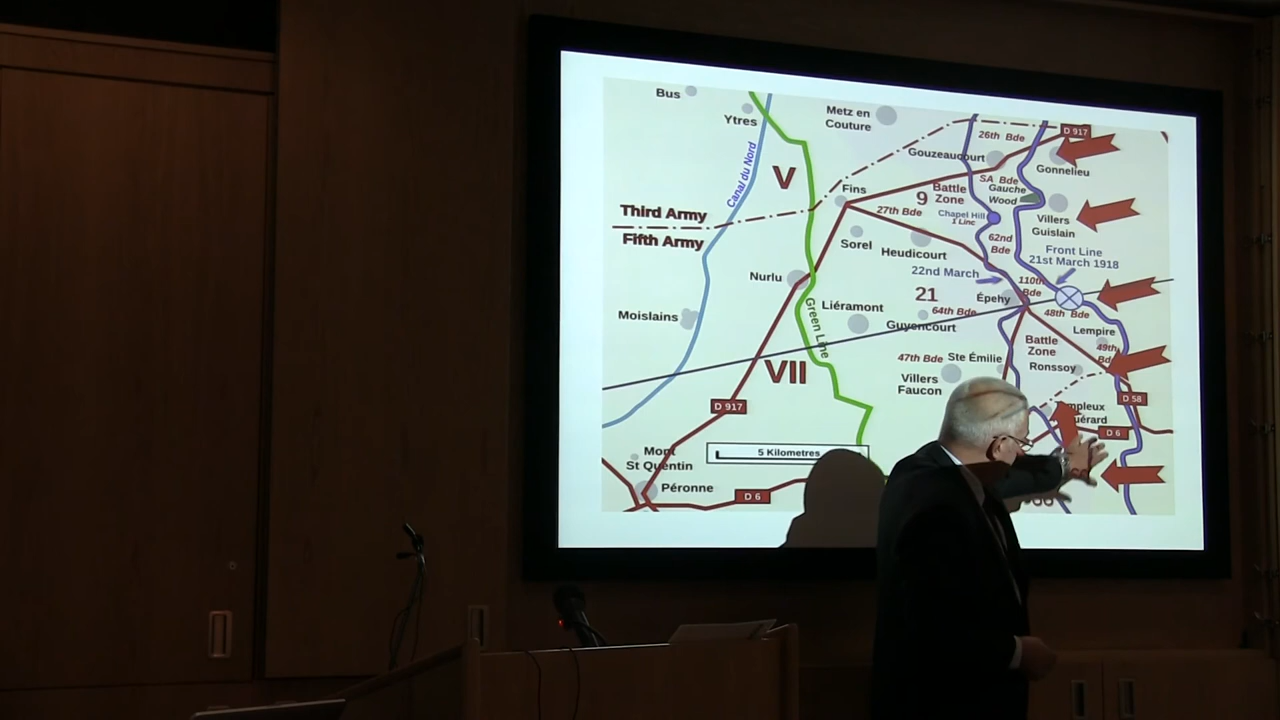 Bus
Ytres
Metz en
Couture
Canal du Nord
V
Third Army
Fifth Army
Fins
Gouzeaucourt
26th Bde
D 917
Gonnelieu
SA Bde
Gauche
Wood
Battle
Zone
9
27th Bde
Chapel Hill
1 Linc
Villers
Guislain
62nd
Bde
Front Line
21st March 1918
Sorel
Heudicourt
22nd March
110th
Bde
Nurlu
21
Épehy
Liéramont
64th Bde
48th Bde
Moislains
Green Line
Guyencourt
Lempire
Battle
Zone
49th
VII
47th Bde
Ste Émilie
Ronssoy
Villers
Faucon
D 917
D 58
D 6
5 Kilometres
Mont
St Quentin
Péronne
D 6